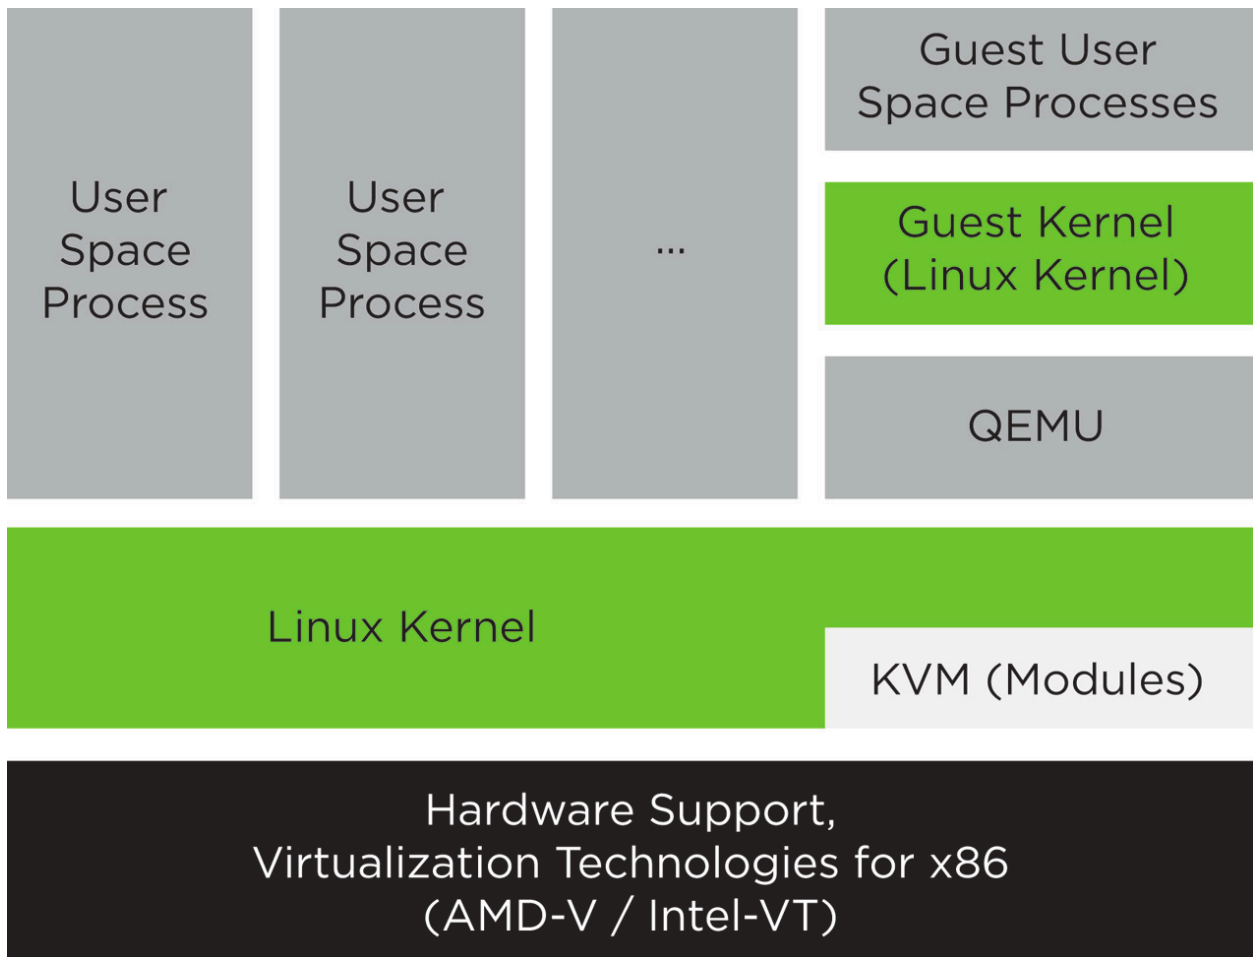 User
Space
Process
User
Space
Process
...
Guest User
Space Processes
Guest Kernel
(Linux Kernel)
QEMU
Linux Kernel
KVM (Modules)
Hardware Support,
Virtualization Technologies for x86
(AMD-V / Intel-VT)